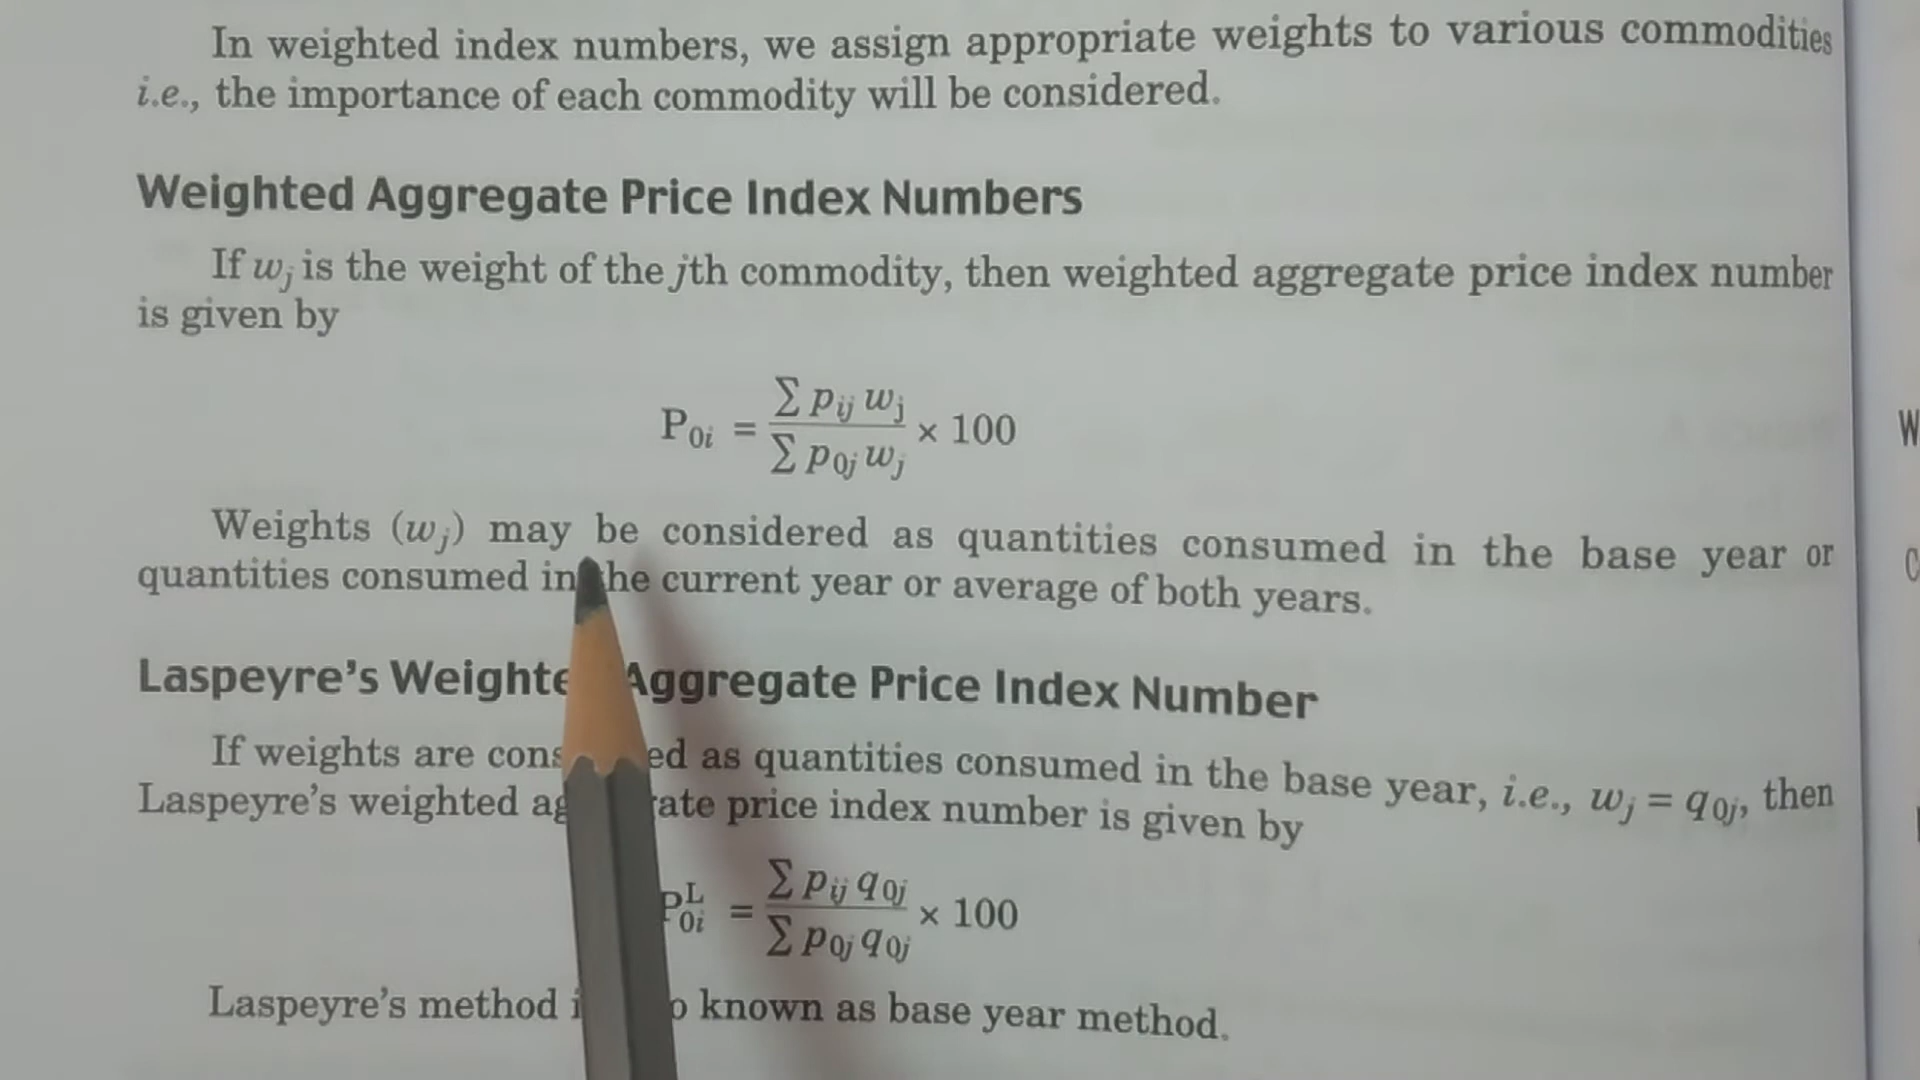 In weighted index numbers, we assign appropriate weights to various commodities
i.e., the importance of each commodity will be considered.
Weighted Aggregate Price Index Numbers
If wj is the weight of the jth commodity, then weighted aggregate price index number
is given by
P0i = Σ pij wj / Σ p0j wj × 100
Weights (wj) may be considered as quantities consumed in the base year or
quantities consumed in the current year or average of both years.
Laspeyre's Weighted Aggregate Price Index Number
If weights are ed as quantities consumed in the base year, i.e., wj = q0j, then
Laspeyre's weighted price index number is given by
P0i^L = Σ pij q0j / Σ p0j q0j × 100
Laspeyre's method known as base year method.
W
C